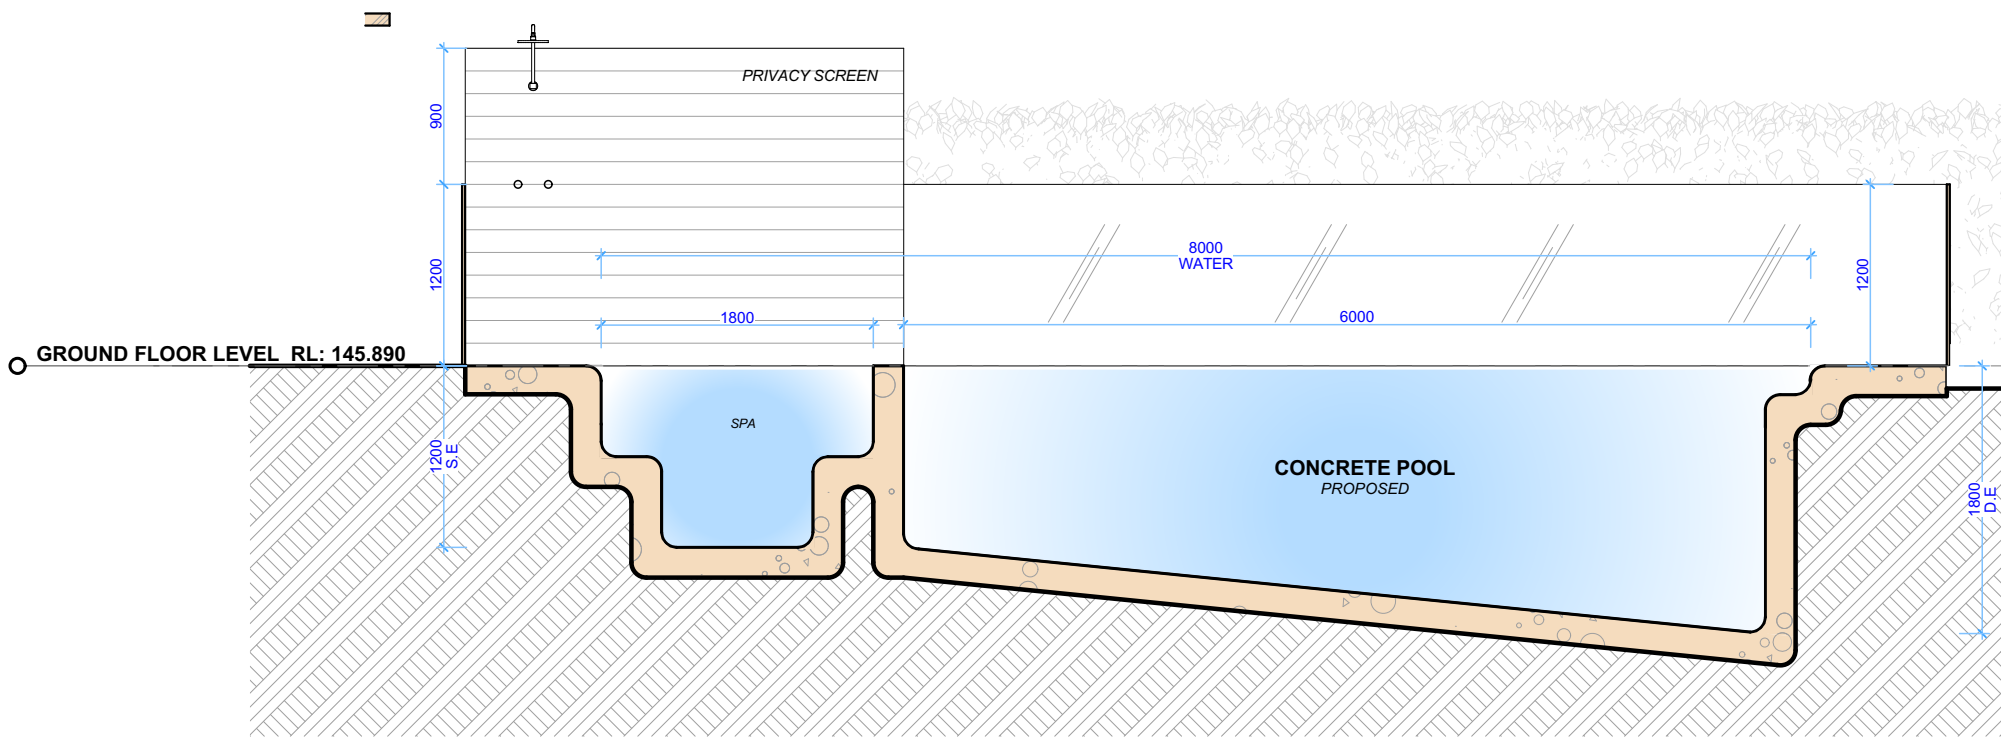 PRIVACY SCREEN
900
1200
8000
WATER
1200
1800
6000
GROUND FLOOR LEVEL RL: 145.890
SPA
1200
S.E
CONCRETE POOL
PROPOSED
1800
D.E